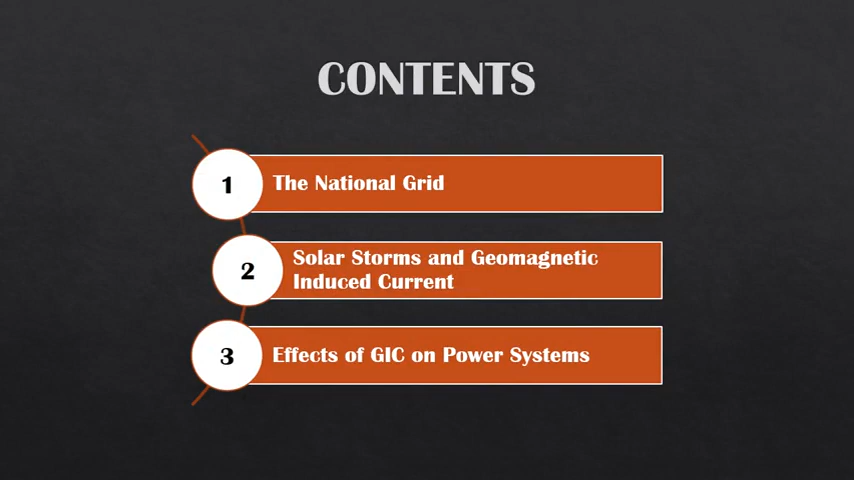 CONTENTS
1
The National Grid
2
Solar Storms and Geomagnetic
Induced Current
3
Effects of GIC on Power Systems